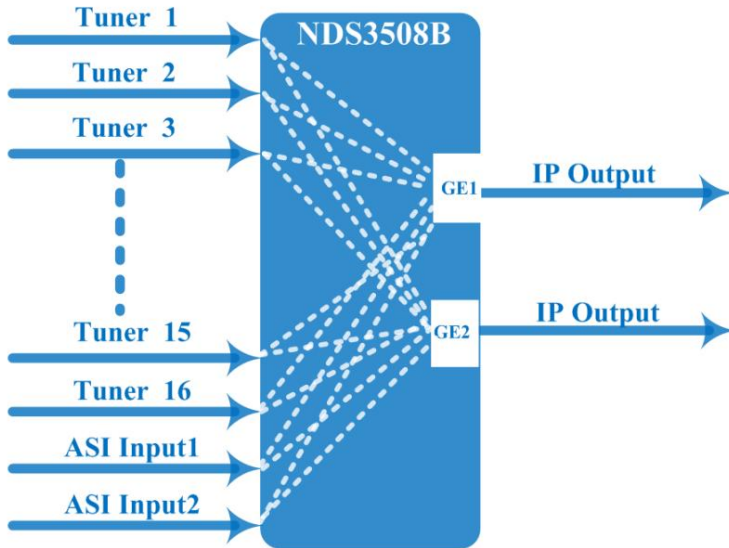 Tuner 1
NDS3508B
Tuner 2
Tuner 3
GE1
IP Output
Tuner 15
GE2
IP Output
Tuner 16
ASI Input1
ASI Input2